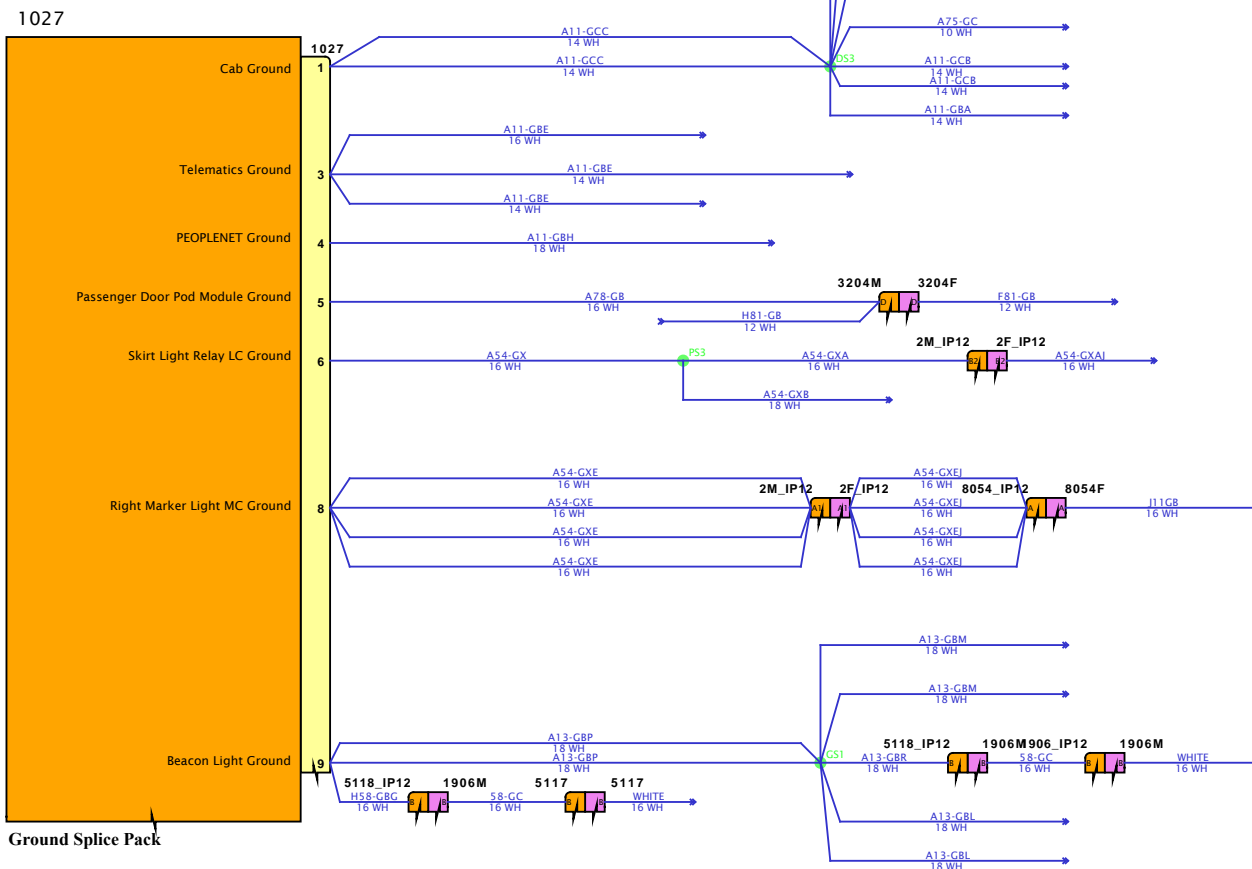 1027
1027
Cab Ground
1
A11-GCC
14 WH
A11-GCC
14 WH
DS3
A75-GC
10 WH
A11-GCB
14 WH
A11-GCB
14 WH
A11-GBA
14 WH
Telematics Ground
3
A11-GBE
16 WH
A11-GBE
14 WH
A11-GBE
14 WH
PEOPLENET Ground
4
A11-GBH
18 WH
Passenger Door Pod Module Ground
5
A78-GB
16 WH
H81-GB
12 WH
3204M
3204F
D
D
F81-GB
12 WH
Skirt Light Relay LC Ground
6
A54-GX
16 WH
PS3
A54-GXA
16 WH
2M_IP12
2F_IP12
B2
B2
A54-GXAJ
16 WH
A54-GXB
18 WH
Right Marker Light MC Ground
8
A54-GXE
16 WH
A54-GXE
16 WH
A54-GXE
16 WH
A54-GXE
16 WH
2M_IP12
2F_IP12
A1
A1
A54-GXEJ
16 WH
A54-GXEJ
16 WH
A54-GXEJ
16 WH
A54-GXEJ
16 WH
8054_IP12
8054F
A
A
J11GB
16 WH
Beacon Light Ground
9
A13-GBP
18 WH
A13-GBP
18 WH
GS1
A13-GBM
18 WH
A13-GBM
18 WH
A13-GBR
18 WH
5118_IP12
1906M
B
B
58-GC
16 WH
1906_IP12
1906M
B
B
WHITE
16 WH
A13-GBL
18 WH
A13-GBL
18 WH
H58-GBG
16 WH
5118_IP12
1906M
B
B
58-GC
16 WH
5117
5117
B
B
WHITE
16 WH
Ground Splice Pack